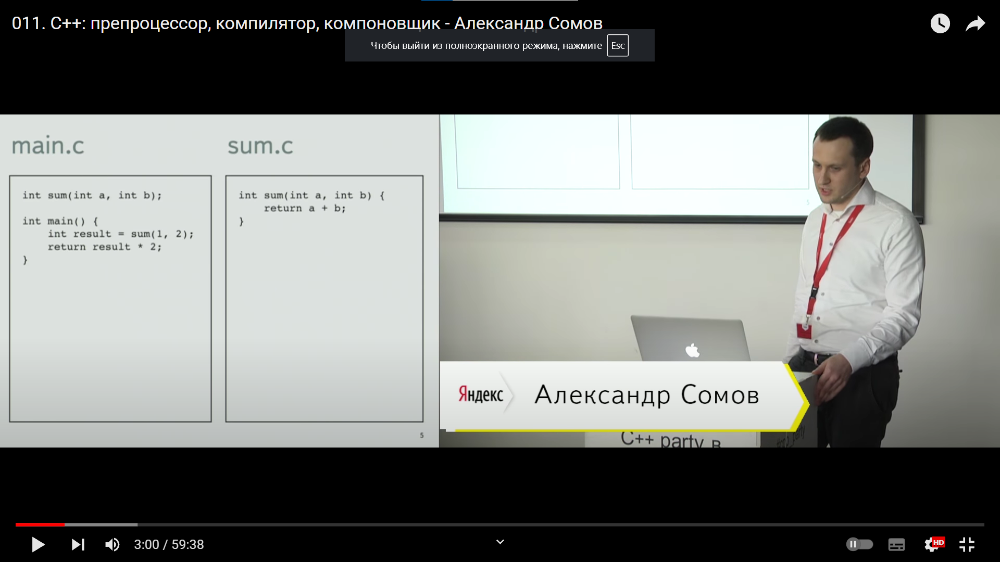 011. C++: препроцессор, компилятор, компоновщик - Александр Сомов
Чтобы выйти из полноэкранного режима, нажмите Esc
main.c
int sum(int a, int b);
int main() {
    int result = sum(1, 2);
    return result * 2;
}
sum.c
int sum(int a, int b) {
    return a + b;
}
5
5
Яндекс
Александр Сомов
C++ party в
3:00 / 59:38
HD